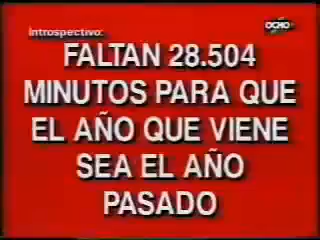 Introspectivo:
OCHO
FALTAN 28.504
MINUTOS PARA QUE
EL AÑO QUE VIENE
SEA EL AÑO
PASADO